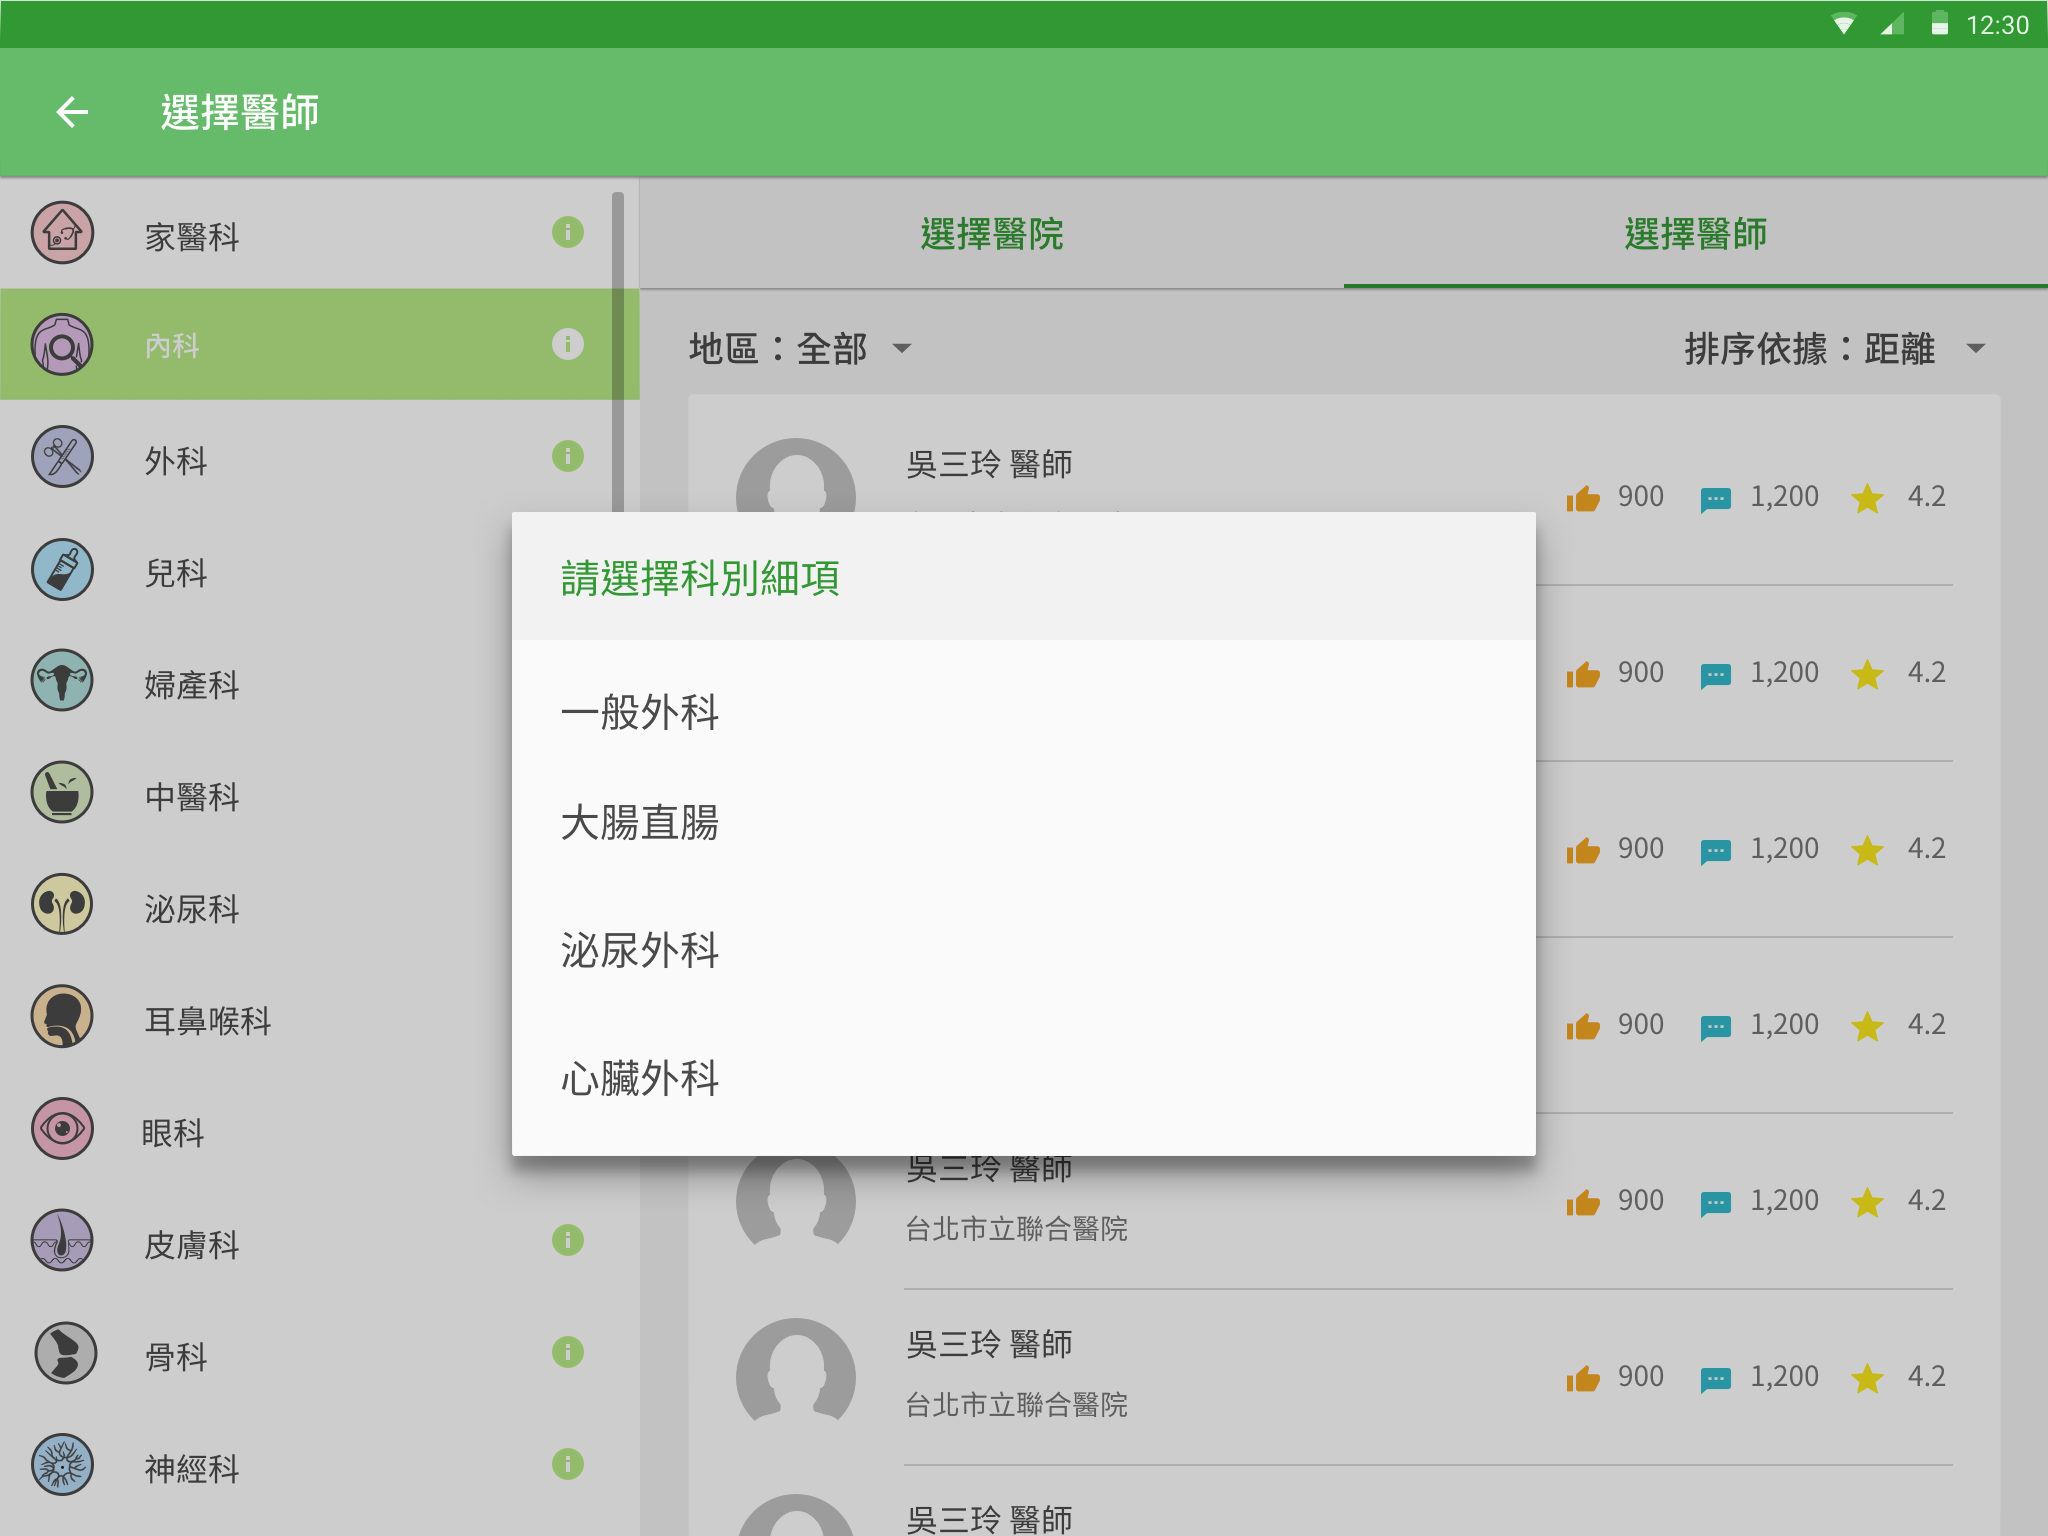 12:30
選擇醫師
家醫科
內科
外科
兒科
婦產科
中醫科
泌尿科
耳鼻喉科
眼科
皮膚科
骨科
神經科
選擇醫院
選擇醫師
地區：全部
排序依據：距離
吳三玲 醫師
900 1,200 4.2
請選擇科別細項
一般外科
大腸直腸
泌尿外科
心臟外科
900 1,200 4.2
900 1,200 4.2
900 1,200 4.2
吳三玲 醫師
台北市立聯合醫院
900 1,200 4.2
吳三玲 醫師
台北市立聯合醫院
900 1,200 4.2
吳三玲 醫師